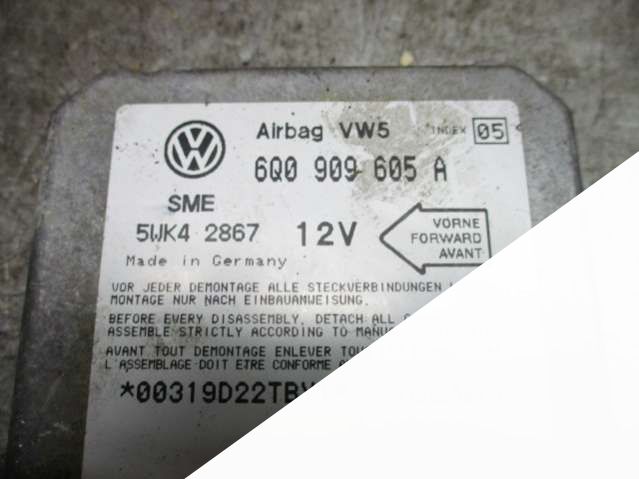 Airbag VW5 INDEX 05
6Q0 909 605 A
SME
5WK4 2867 12V
VORNE
FORWARD
AVANT
Made in Germany
VOR JEDER DEMONTAGE ALLE STECKVERBINDUNGEN
MONTAGE NUR NACH EINBAUANWEISUNG.
BEFORE EVERY DISASSEMBLY, DETACH ALL
ASSEMBLE STRICTLY ACCORDING TO
AVANT TOUT DEMONTAGE ENLEVER
L'ASSEMBLAGE DOIT ETRE CONFORME